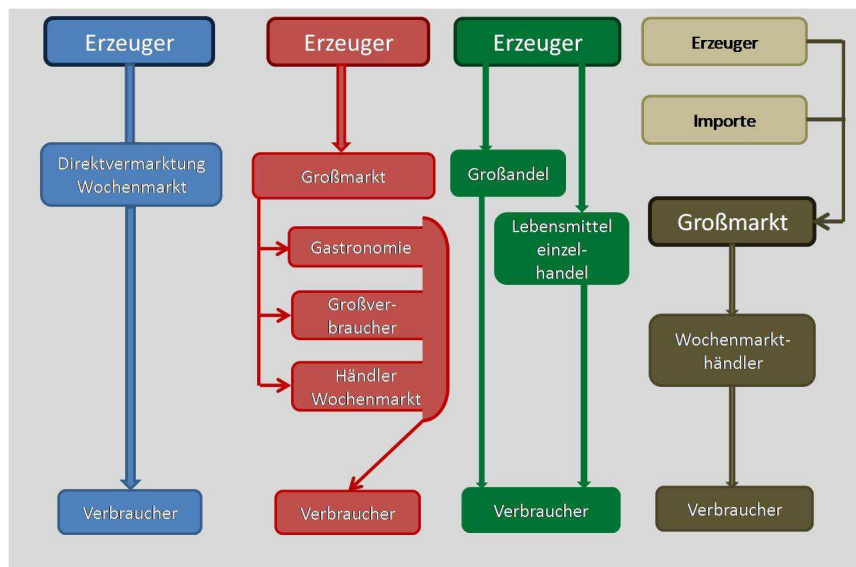 Erzeuger
Direktvermarktung
Wochenmarkt
Verbraucher
Erzeuger
Großmarkt
Gastronomie
Großver-
braucher
Händler
Wochenmarkt
Verbraucher
Erzeuger
Großandel
Lebensmittel
einzel-
handel
Verbraucher
Erzeuger
Importe
Großmarkt
Wochenmarkt-
händler
Verbraucher